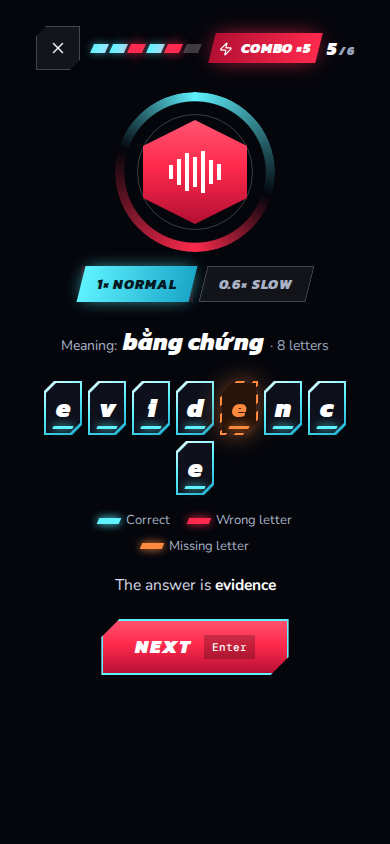 COMBO ×5 5/6
1× NORMAL 0.6× SLOW
Meaning: bằng chứng · 8 letters
e v i d e n c
e
Correct Wrong letter
Missing letter
The answer is evidence
NEXT Enter